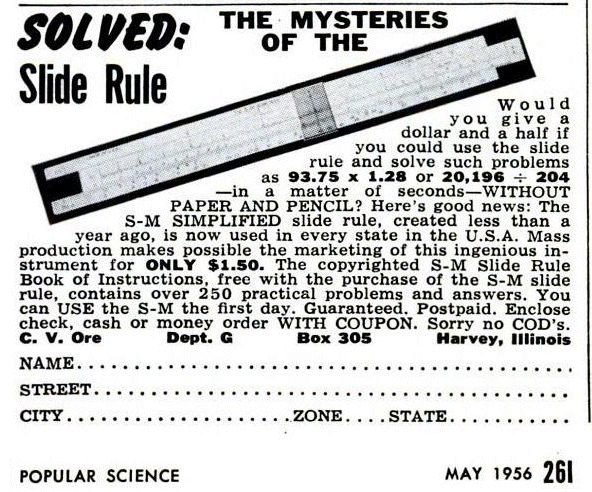 SOLVED: THE MYSTERIES
OF THE
Slide Rule
Would
you give a
dollar and a half if
you could use the slide
rule and solve such problems
as 93.75 x 1.28 or 20,196 ÷ 204
—in a matter of seconds—WITHOUT
PAPER AND PENCIL? Here's good news: The
S-M SIMPLIFIED slide rule, created less than a
year ago, is now used in every state in the U.S.A. Mass
production makes possible the marketing of this ingenious in-
strument for ONLY $1.50. The copyrighted S-M Slide Rule
Book of Instructions, free with the purchase of the S-M slide
rule, contains over 250 practical problems and answers. You
can USE the S-M the first day. Guaranteed. Postpaid. Enclose
check, cash or money order WITH COUPON. Sorry no COD's.
C. V. Ore Dept. G Box 305 Harvey, Illinois
NAME
STREET
CITY ZONE STATE
POPULAR SCIENCE MAY 1956 261